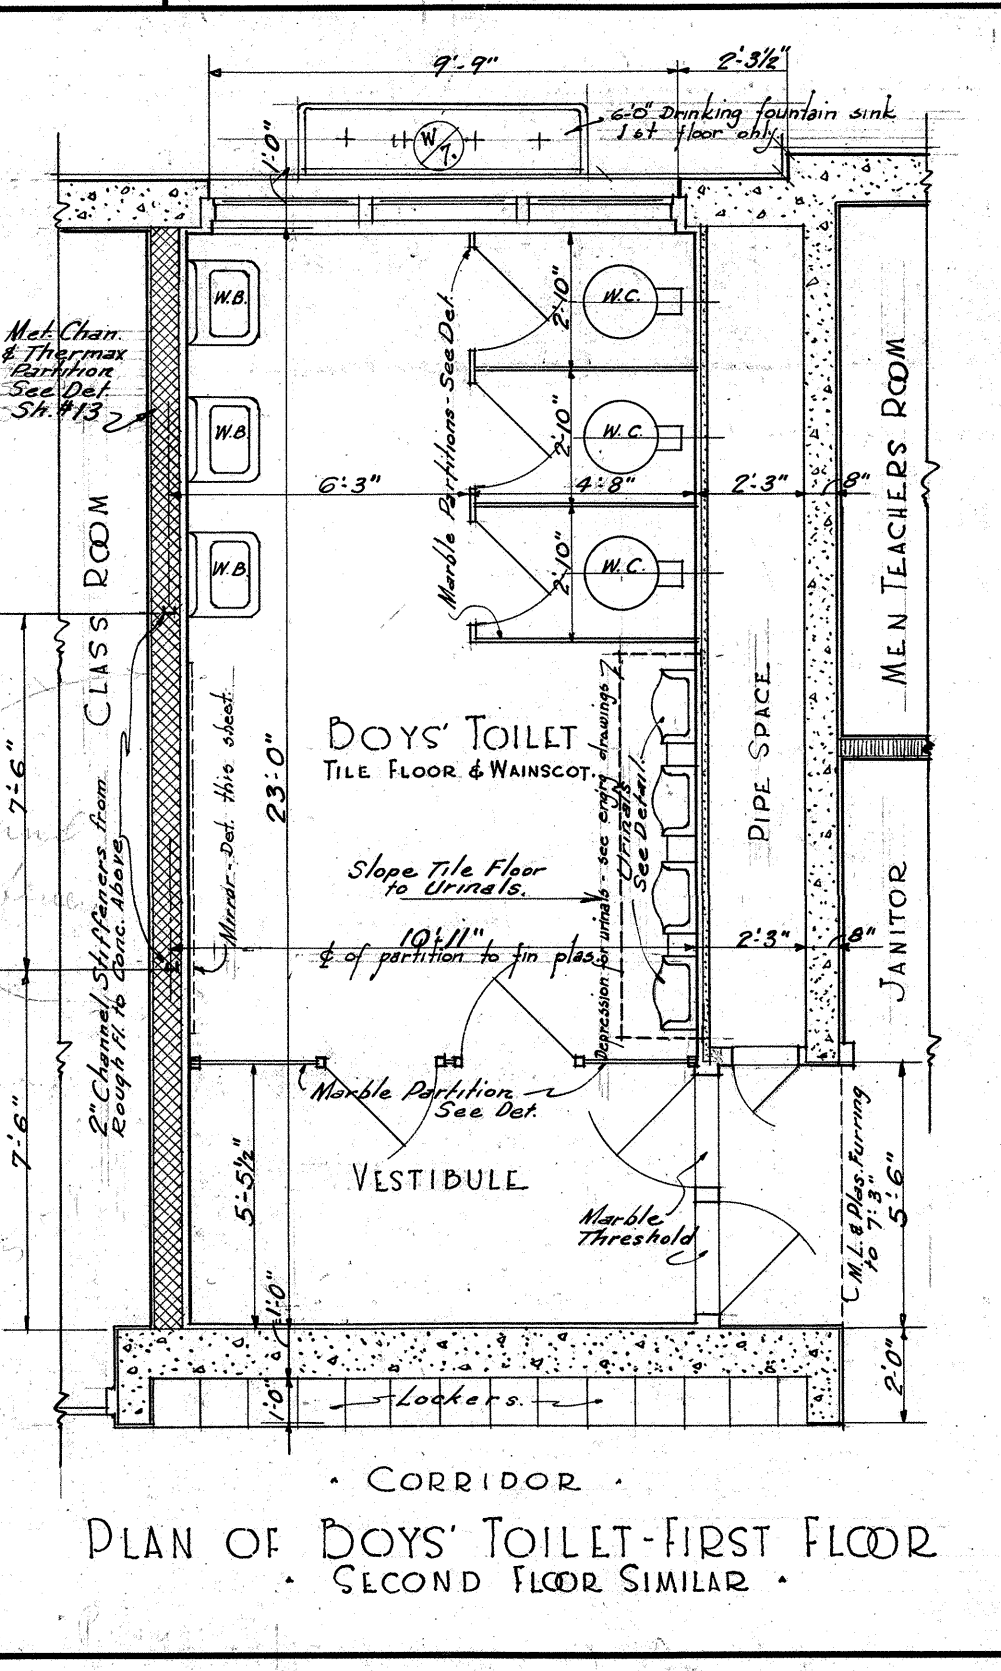 9'-9"
2'-3½"
6'-0" Drinking fountain sink
1st floor only
1'-0"
W
7.
W.B.
W.C.
2'-10"
Met. Chan.
& Thermax
Partition
See Det.
Sh. #13
Marble Partitions - See Det.
W.B.
W.C.
2'-10"
6'-3"
4'-8"
2'-3"
8"
MEN TEACHERS ROOM
CLASS ROOM
W.B.
W.C.
2'-10"
7'-6"
Mirror - Det. this sheet.
23'-0"
BOYS' TOILET
TILE FLOOR & WAINSCOT.
Depression for urinals - see engrg drawings
Urinals
See Detail.
PIPE SPACE
2" Channel Stiffeners from
Rough Fl. to Conc. Above.
Slope Tile Floor
to Urinals.
10'-11"
℄ of partition to fin plas.
2'-3"
8"
JANITOR
7'-6"
Marble Partition
See Det.
5'-5½"
VESTIBULE
Marble
Threshold
M.L. & Plas. Furring
to 7'-3"
5'-6"
1'-0"
2'-0"
1'-0"
Lockers.
· CORRIDOR ·
PLAN OF BOYS' TOILET-FIRST FLOOR
· SECOND FLOOR SIMILAR ·